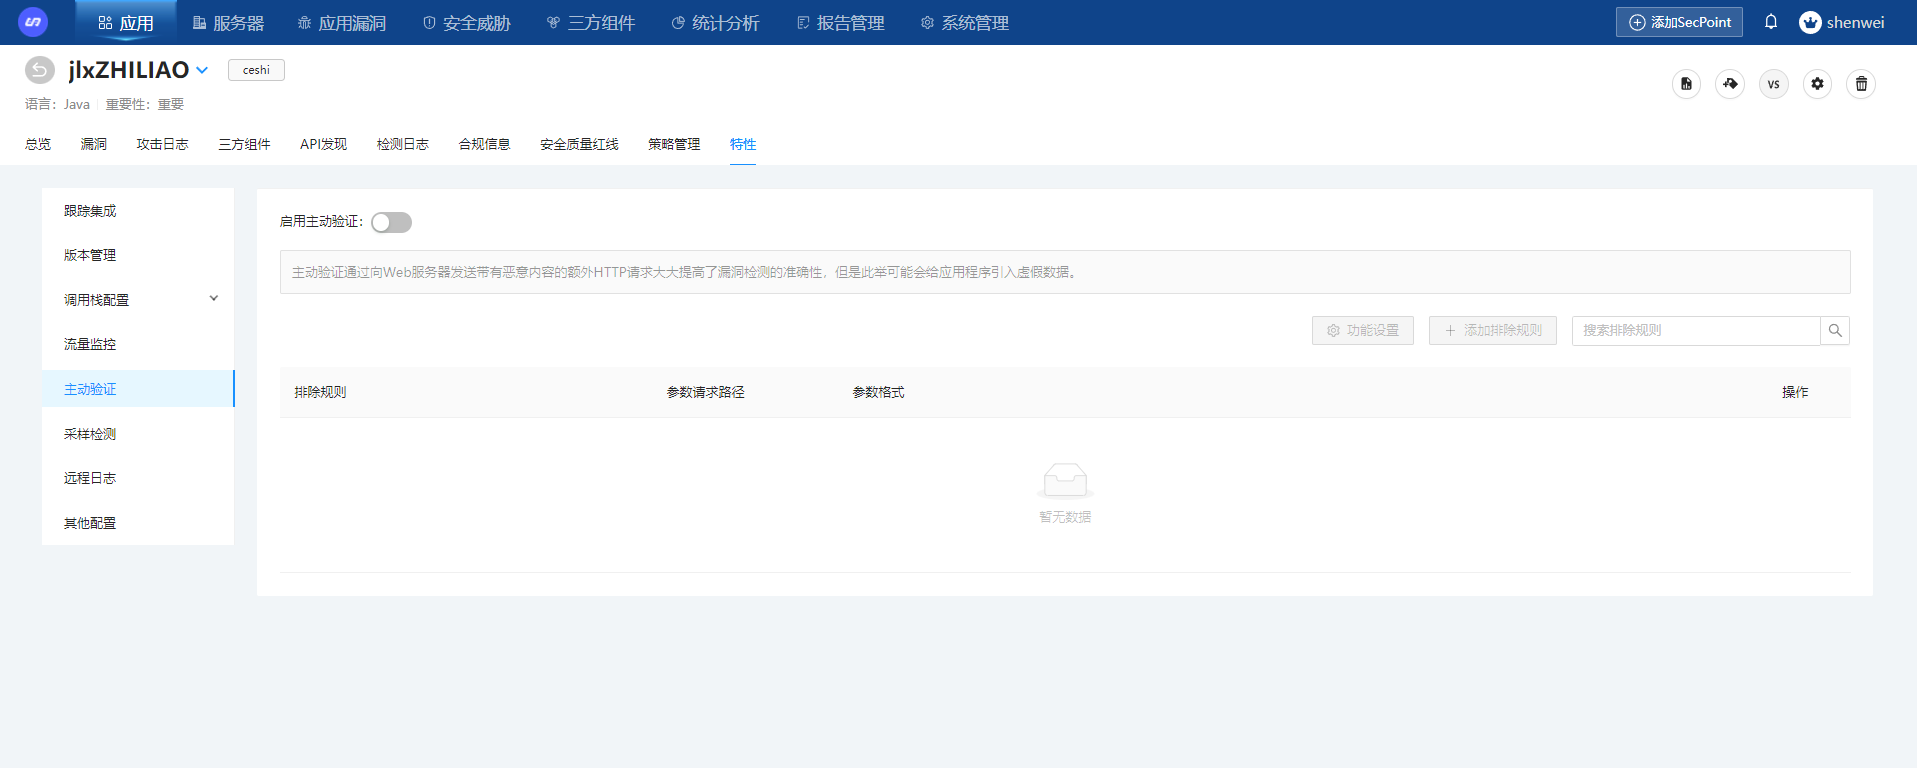 应用 服务器 应用漏洞 安全威胁 三方组件 统计分析 报告管理 系统管理 添加SecPoint shenwei
jlxZHILIAO ceshi
语言：Java 重要性：重要
VS
总览 漏洞 攻击日志 三方组件 API发现 检测日志 合规信息 安全质量红线 策略管理 特性
跟踪集成
版本管理
调用栈配置
流量监控
主动验证
采样检测
远程日志
其他配置
启用主动验证：
主动验证通过向Web服务器发送带有恶意内容的额外HTTP请求大大提高了漏洞检测的准确性，但是此举可能会给应用程序引入虚假数据。
功能设置 添加排除规则 搜索排除规则
排除规则 参数请求路径 参数格式 操作
暂无数据